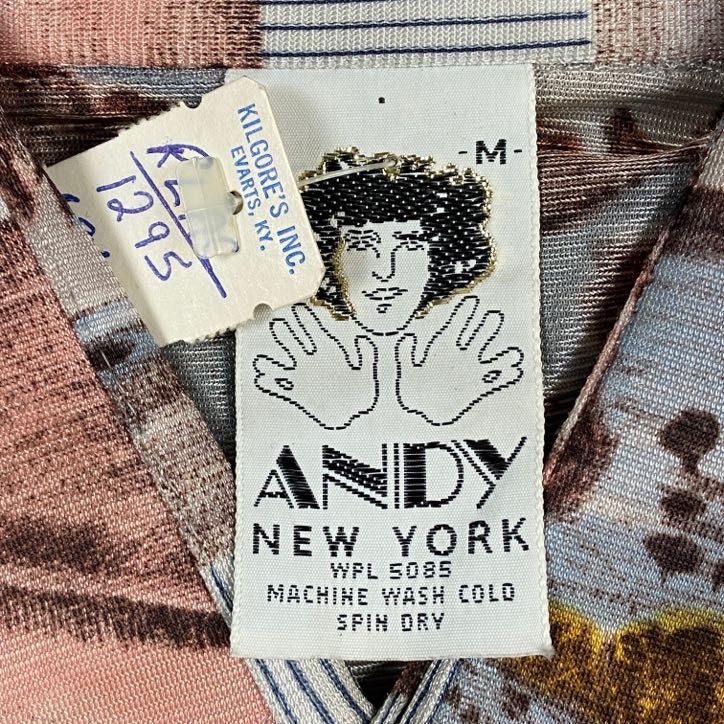 KILGORE'S INC.
EVARTS, KY.
1295
-M-
ANDY
NEW YORK
WPL 5085
MACHINE WASH COLD
SPIN DRY